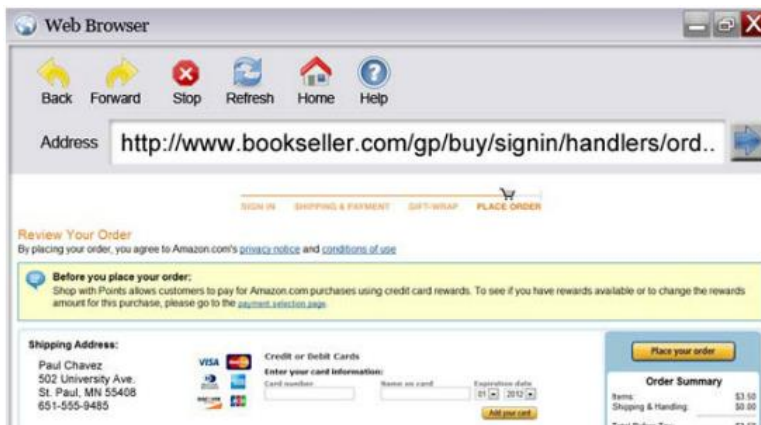 Web Browser
Back Forward Stop Refresh Home Help
Address http://www.bookseller.com/gp/buy/signin/handlers/ord..
SIGN IN SHIPPING & PAYMENT GIFT-WRAP PLACE ORDER
Review Your Order
By placing your order, you agree to Amazon.com's privacy notice and conditions of use
Before you place your order:
Shop with Points allows customers to pay for Amazon.com purchases using credit card rewards. To see if you have rewards available or to change the rewards
amount for this purchase, please go to the payment selection page.
Shipping Address:
Paul Chavez
502 University Ave.
St. Paul, MN 55408
651-555-9485
VISA
Credit or Debit Cards
Enter your card information:
Card number Name on card Expiration date
01 2012
Add your card
Place your order
Order Summary
Items: $3.50
Shipping & Handling: $0.00